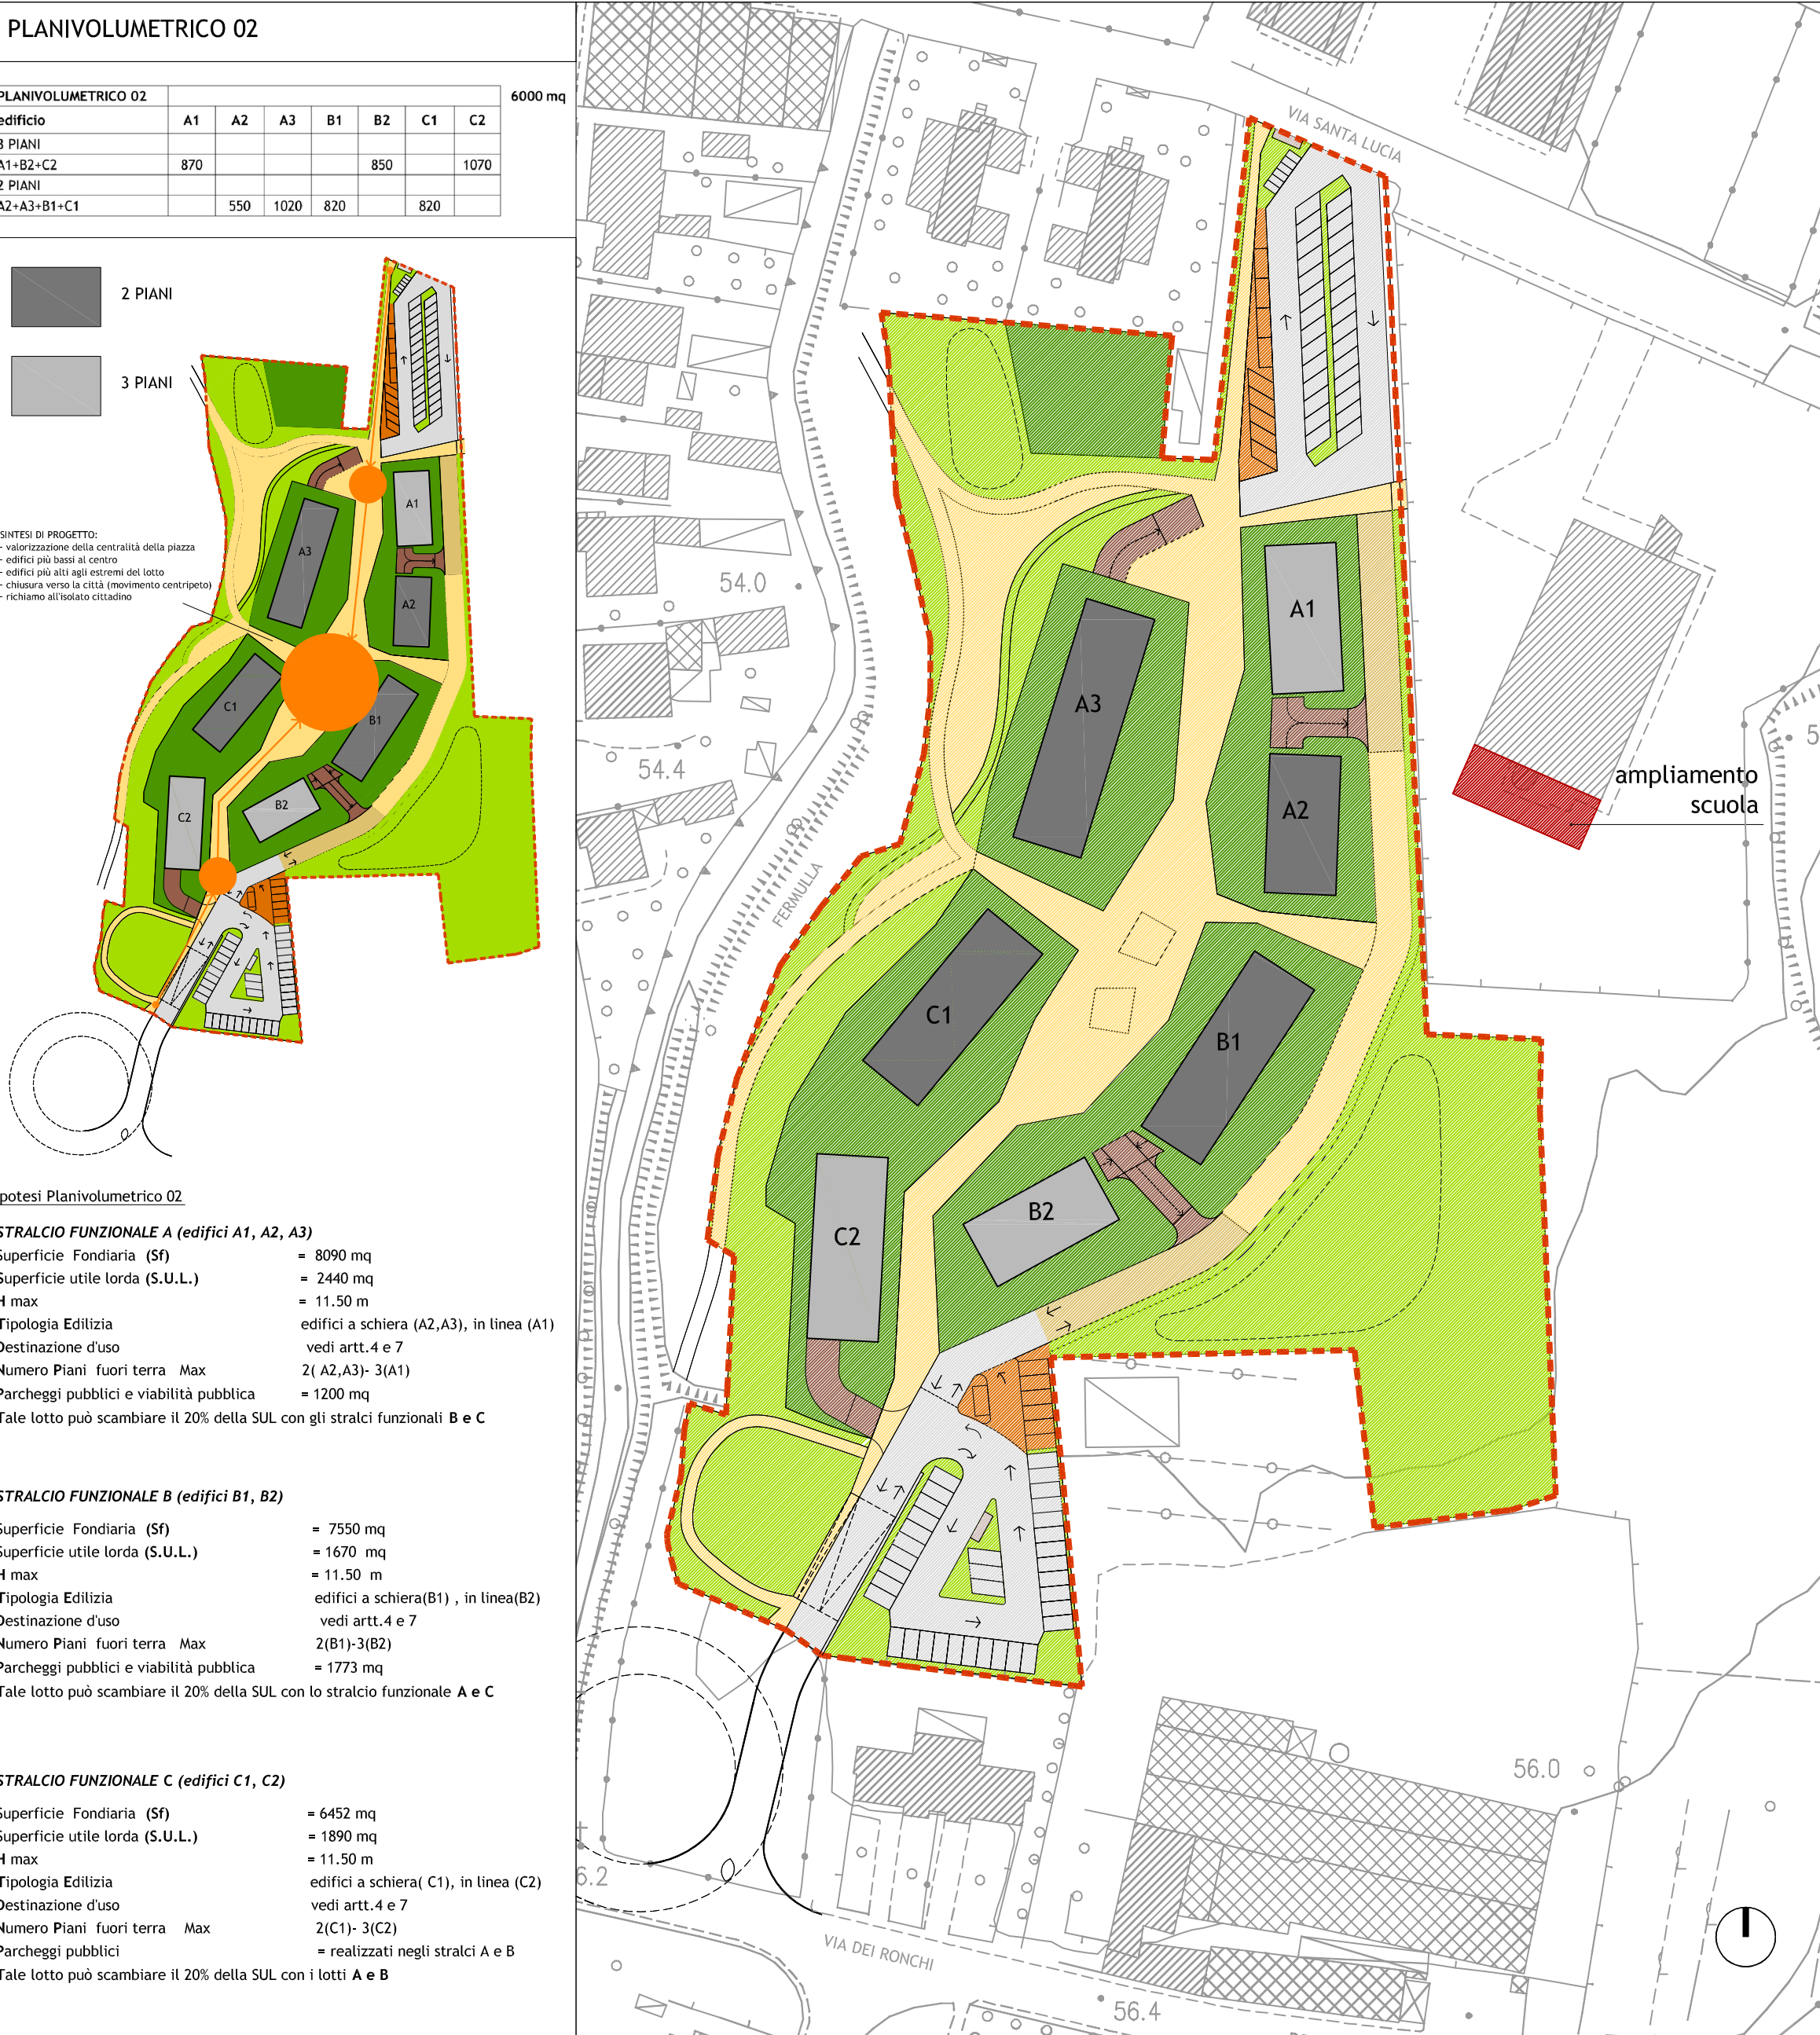 PLANIVOLUMETRICO 02
PLANIVOLUMETRICO 02 6000 mq
edificio A1 A2 A3 B1 B2 C1 C2
3 PIANI
A1+B2+C2 870 850 1070
2 PIANI
A2+A3+B1+C1 550 1020 820 820
2 PIANI
3 PIANI
A1
A3
A2
C1
B1
B2
C2
SINTESI DI PROGETTO:
- valorizzazione della centralità della piazza
- edifici più bassi al centro
- edifici più alti agli estremi del lotto
- chiusura verso la città (movimento centripeto)
- richiamo all'isolato cittadino
potesi Planivolumetrico 02
STRALCIO FUNZIONALE A (edifici A1, A2, A3)
Superficie Fondiaria (Sf) = 8090 mq
Superficie utile lorda (S.U.L.) = 2440 mq
H max = 11.50 m
Tipologia Edilizia edifici a schiera (A2,A3), in linea (A1)
Destinazione d'uso vedi artt.4 e 7
Numero Piani fuori terra Max 2( A2,A3)- 3(A1)
Parcheggi pubblici e viabilità pubblica = 1200 mq
Tale lotto può scambiare il 20% della SUL con gli stralci funzionali B e C
STRALCIO FUNZIONALE B (edifici B1, B2)
Superficie Fondiaria (Sf) = 7550 mq
Superficie utile lorda (S.U.L.) = 1670 mq
H max = 11.50 m
Tipologia Edilizia edifici a schiera(B1) , in linea(B2)
Destinazione d'uso vedi artt.4 e 7
Numero Piani fuori terra Max 2(B1)-3(B2)
Parcheggi pubblici e viabilità pubblica = 1773 mq
Tale lotto può scambiare il 20% della SUL con lo stralcio funzionale A e C
STRALCIO FUNZIONALE C (edifici C1, C2)
Superficie Fondiaria (Sf) = 6452 mq
Superficie utile lorda (S.U.L.) = 1890 mq
H max = 11.50 m
Tipologia Edilizia edifici a schiera( C1), in linea (C2)
Destinazione d'uso vedi artt.4 e 7
Numero Piani fuori terra Max 2(C1)- 3(C2)
Parcheggi pubblici = realizzati negli stralci A e B
Tale lotto può scambiare il 20% della SUL con i lotti A e B
VIA SANTA LUCIA
54.0
A1
A3
54.4
A2
ampliamento
scuola
5
FERMULLA
C1
B1
B2
C2
56.0
6.2
VIA DEI RONCHI
56.4